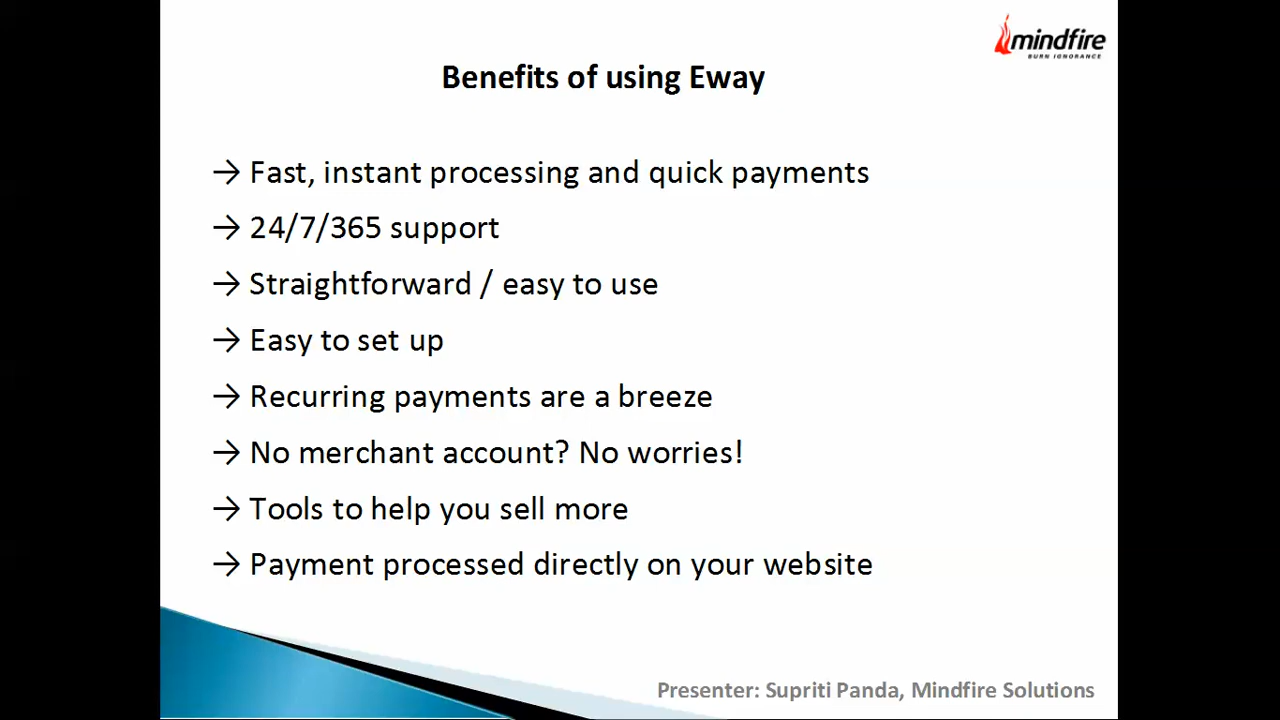 mindfire
BURN IGNORANCE
Benefits of using Eway
→ Fast, instant processing and quick payments
→ 24/7/365 support
→ Straightforward / easy to use
→ Easy to set up
→ Recurring payments are a breeze
→ No merchant account? No worries!
→ Tools to help you sell more
→ Payment processed directly on your website
Presenter: Supriti Panda, Mindfire Solutions